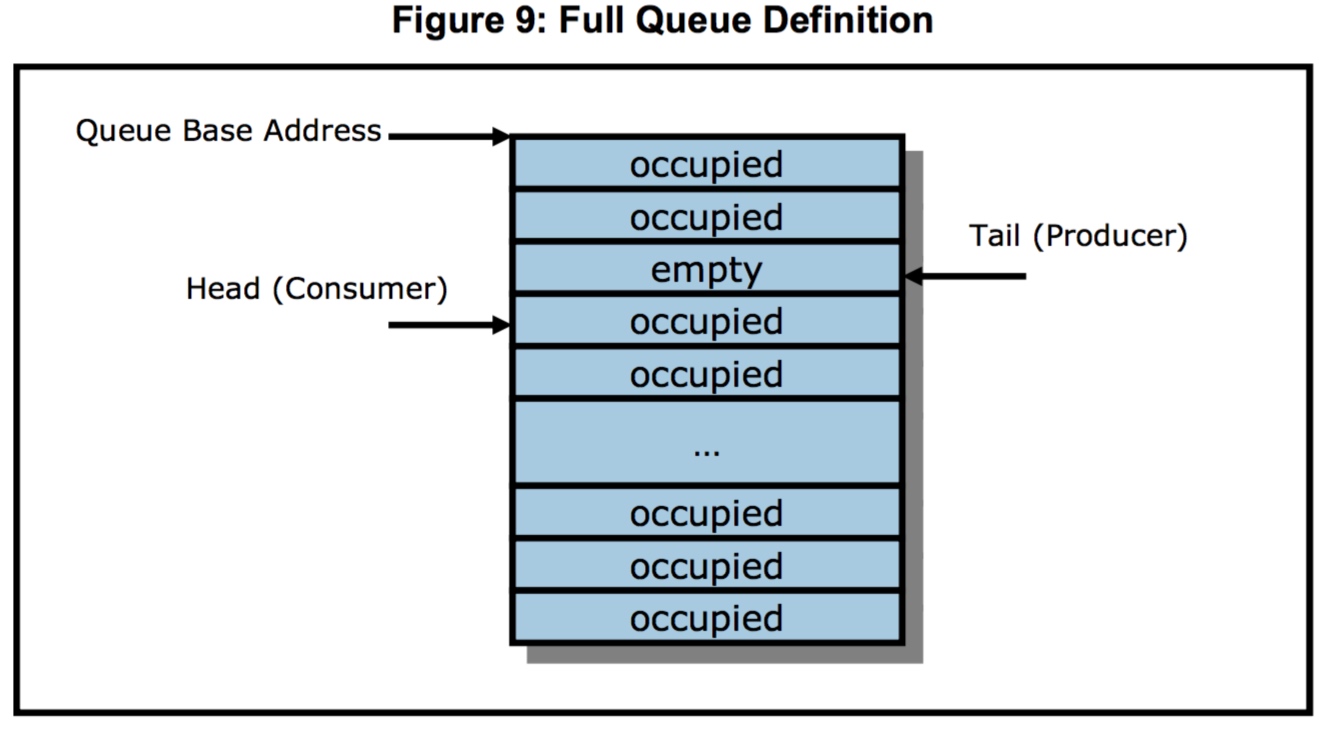 Figure 9: Full Queue Definition
Queue Base Address
occupied
occupied
Tail (Producer)
empty
Head (Consumer)
occupied
occupied
...
occupied
occupied
occupied